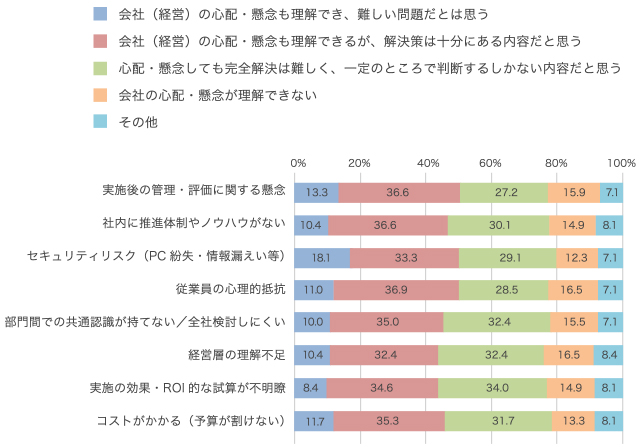 会社（経営）の心配・懸念も理解でき、難しい問題だとは思う
会社（経営）の心配・懸念も理解できるが、解決策は十分にある内容だと思う
心配・懸念しても完全解決は難しく、一定のところで判断するしかない内容だと思う
会社の心配・懸念が理解できない
その他
0% 20% 40% 60% 80% 100%
実施後の管理・評価に関する懸念 13.3 36.6 27.2 15.9 7.1
社内に推進体制やノウハウがない 10.4 36.6 30.1 14.9 8.1
セキュリティリスク（PC 紛失・情報漏えい等） 18.1 33.3 29.1 12.3 7.1
従業員の心理的抵抗 11.0 36.9 28.5 16.5 7.1
部門間での共通認識が持てない／全社検討しにくい 10.0 35.0 32.4 15.5 7.1
経営層の理解不足 10.4 32.4 32.4 16.5 8.4
実施の効果・ROI 的な試算が不明瞭 8.4 34.6 34.0 14.9 8.1
コストがかかる（予算が割けない） 11.7 35.3 31.7 13.3 8.1